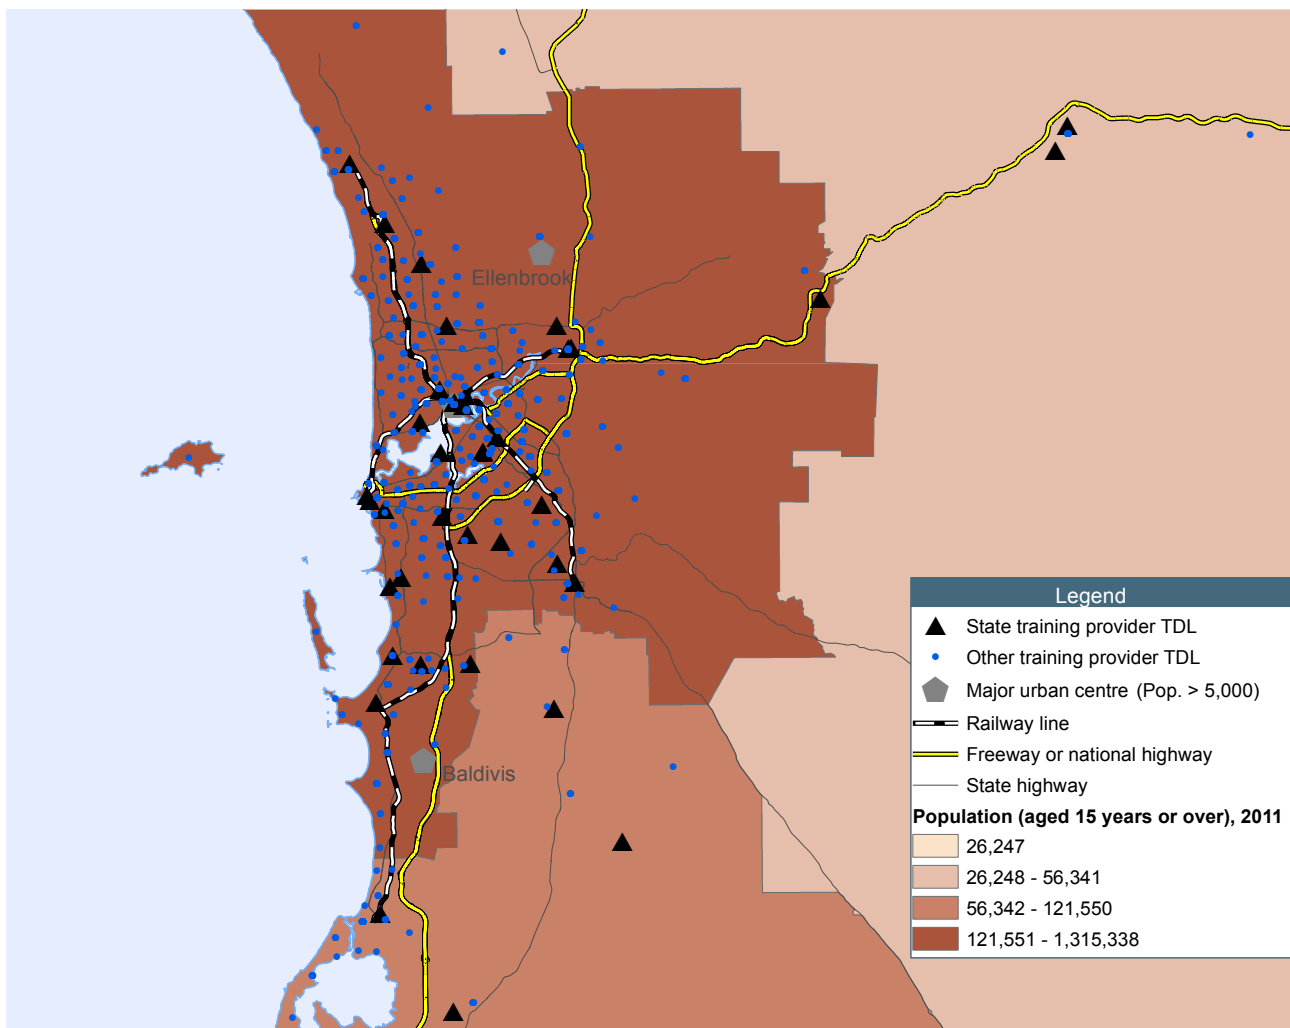 Ellenbrook
Baldivis
Legend
State training provider TDL
Other training provider TDL
Major urban centre (Pop. > 5,000)
Railway line
Freeway or national highway
State highway
Population (aged 15 years or over), 2011
26,247
26,248 - 56,341
56,342 - 121,550
121,551 - 1,315,338